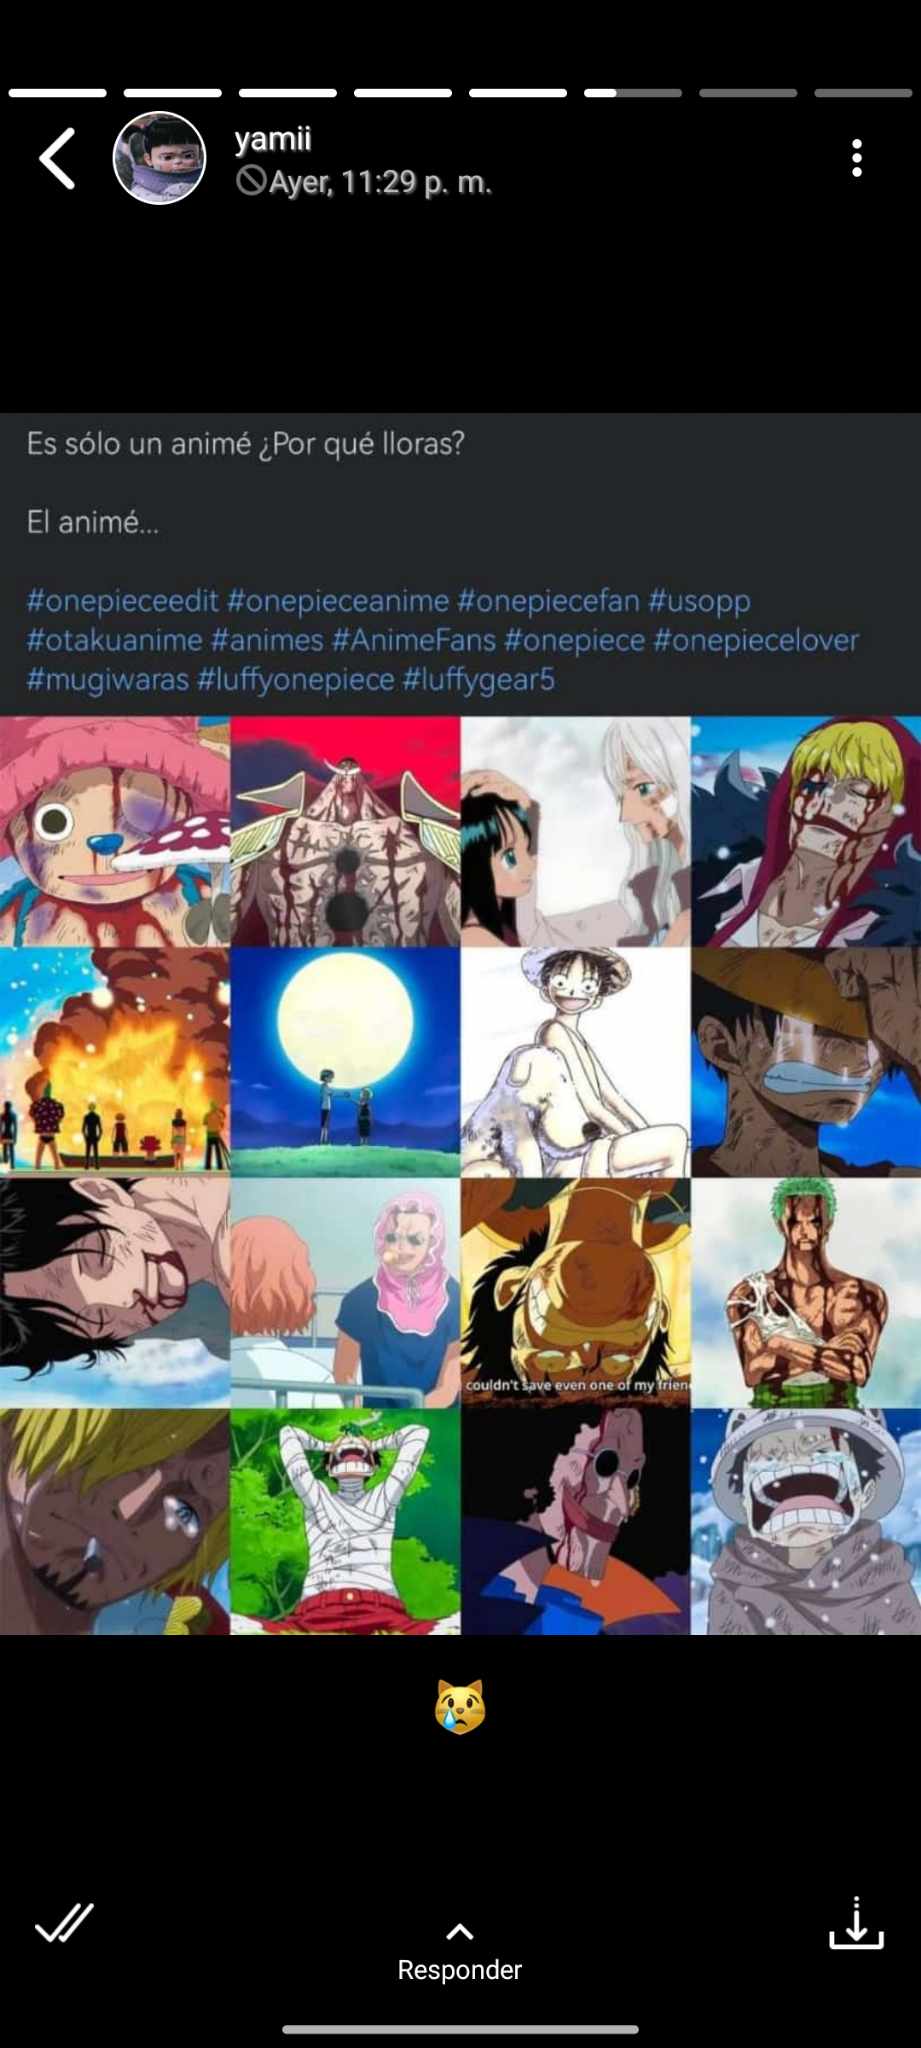 yamii
Ayer, 11:29 p. m.
Es sólo un animé ¿Por qué lloras?
El animé...
#onepieceedit #onepieceanime #onepiecefan #usopp
#otakuanime #animes #AnimeFans #onepiece #onepiecelover
#mugiwaras #luffyonepiece #luffygear5
couldn't save even one of my frien
Responder